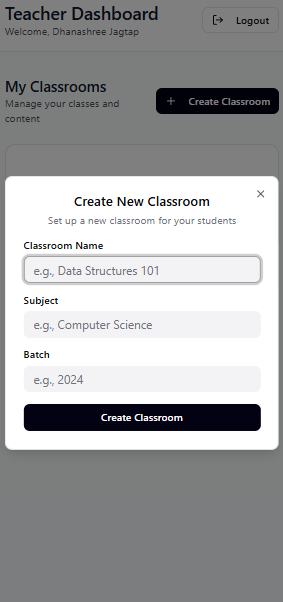 Teacher Dashboard
Welcome, Dhanashree Jagtap
Logout
My Classrooms
Manage your classes and
content
+ Create Classroom
Create New Classroom
Set up a new classroom for your students
Classroom Name
e.g., Data Structures 101
Subject
e.g., Computer Science
Batch
e.g., 2024
Create Classroom